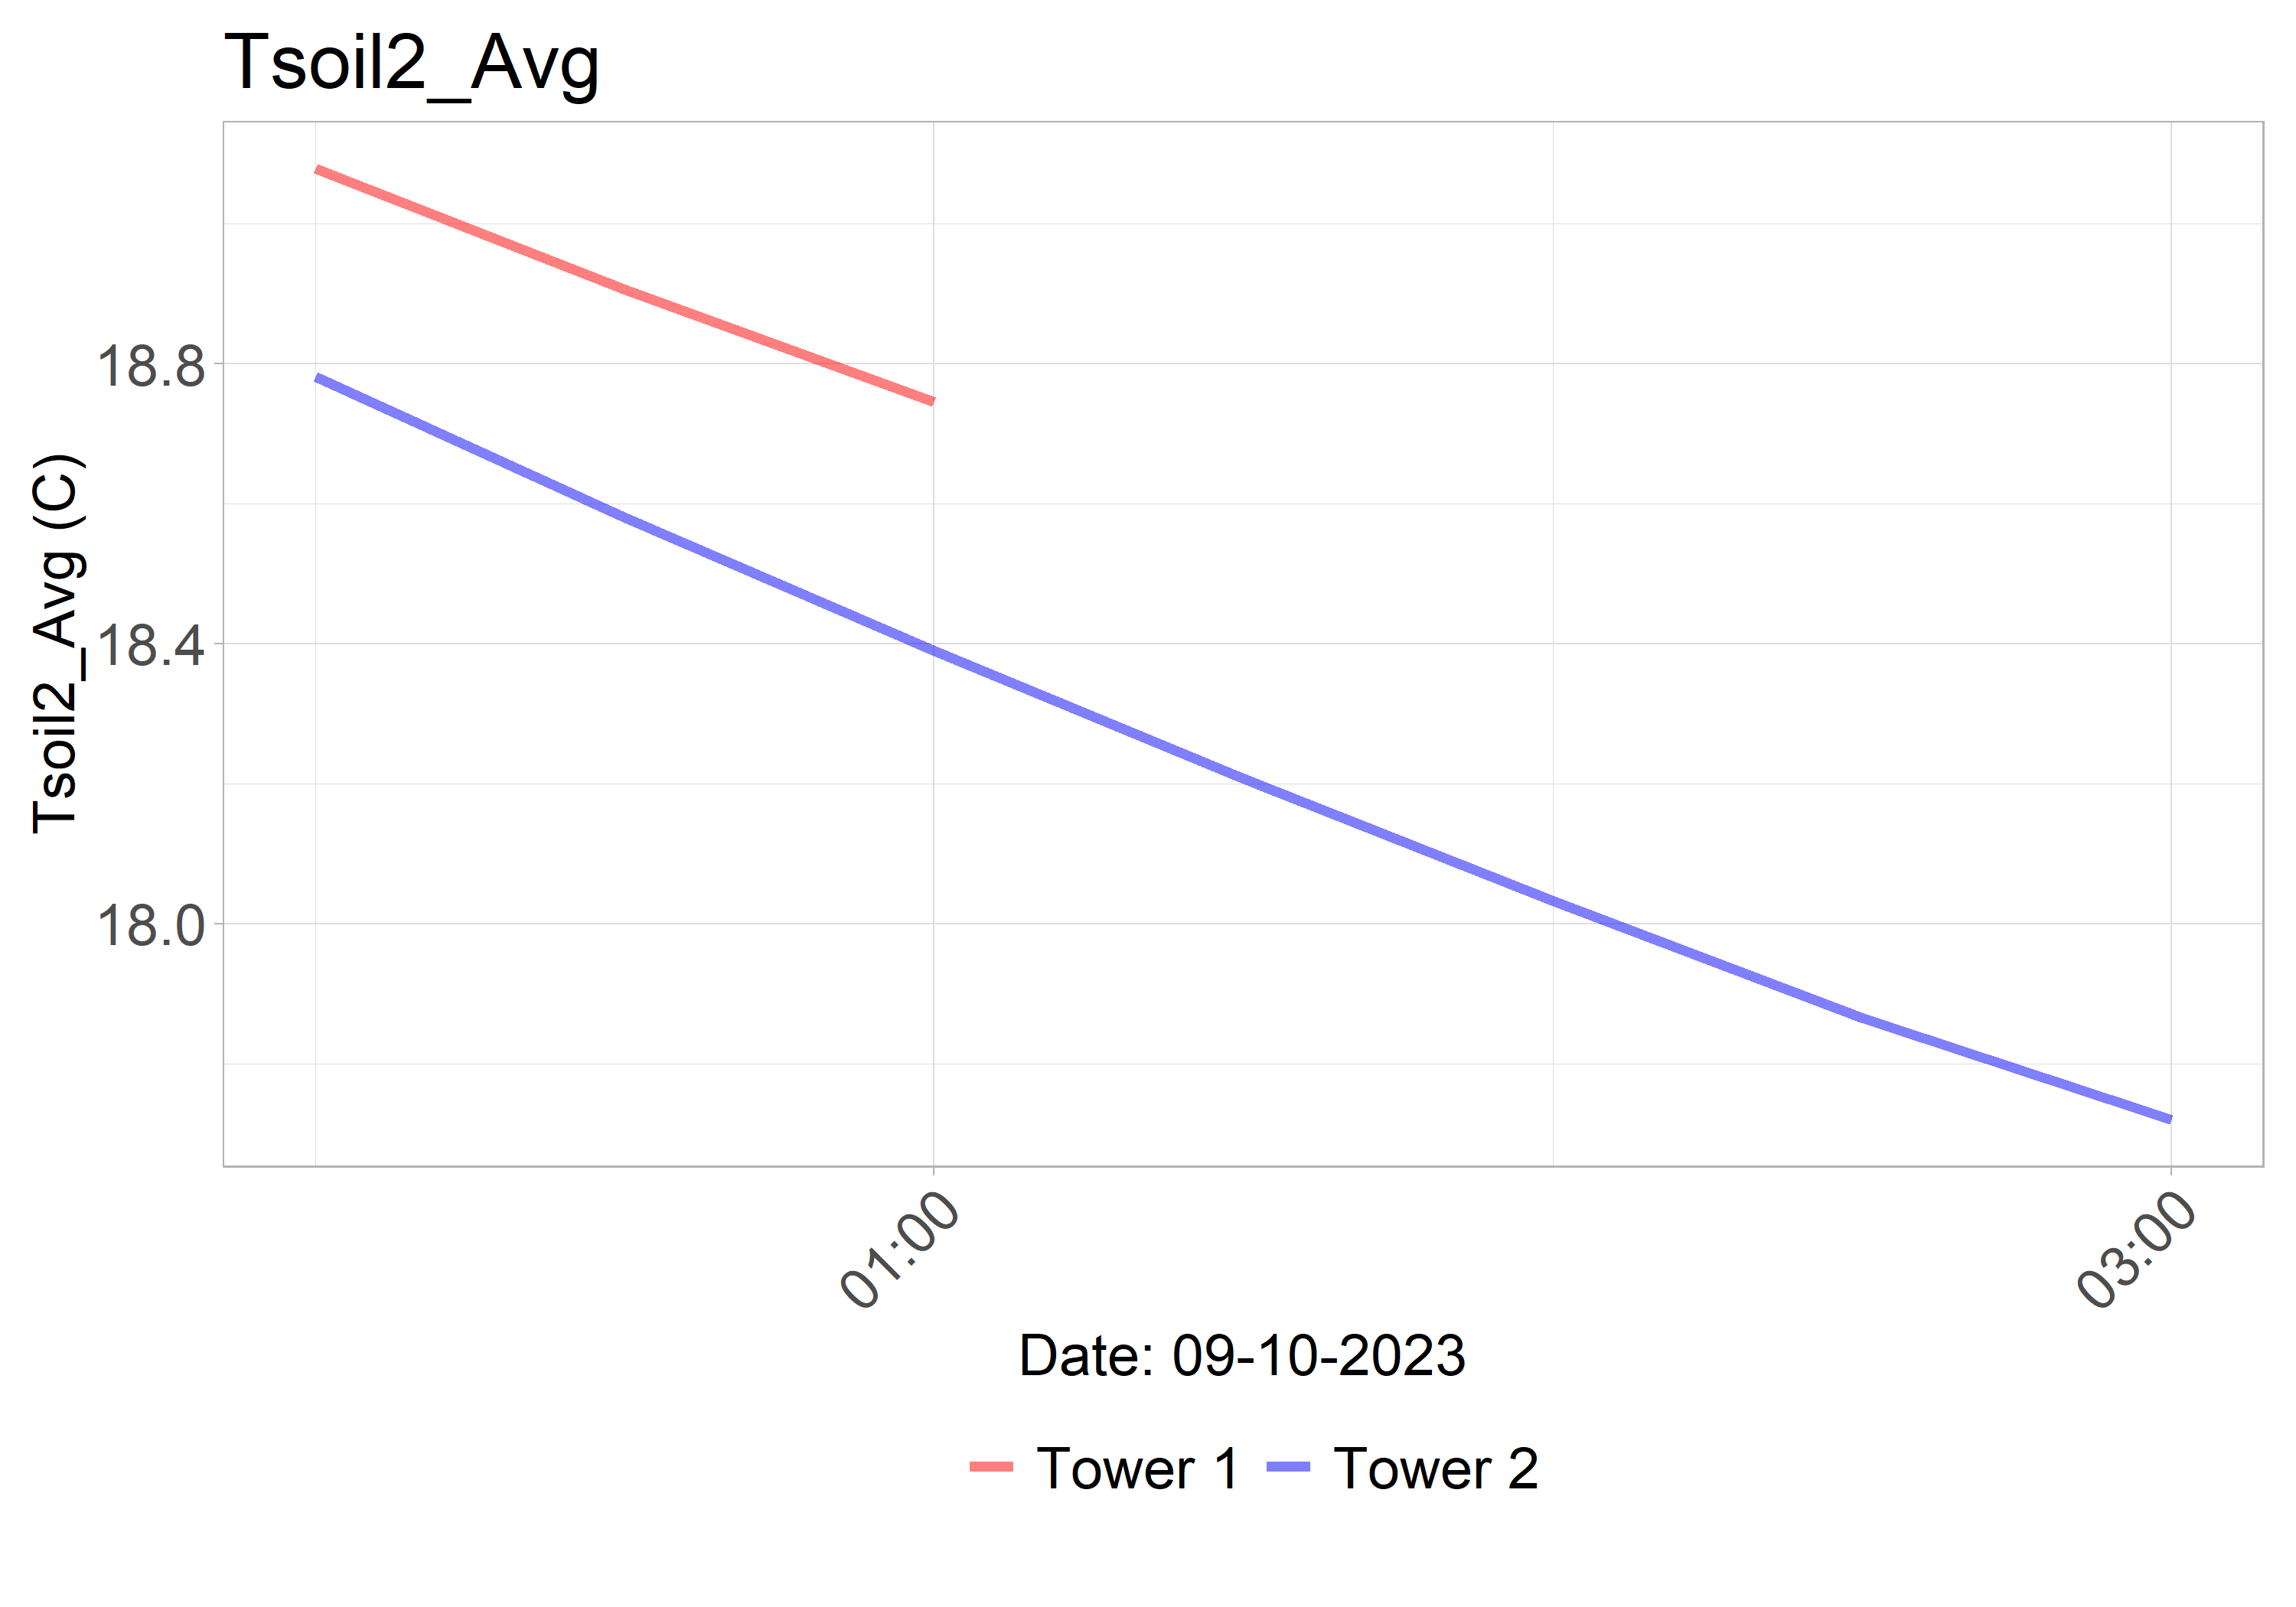 Tsoil2_Avg
Tsoil2_Avg (C)
18.8
18.4
18.0
01:00
03:00
Date: 09-10-2023
Tower 1
Tower 2